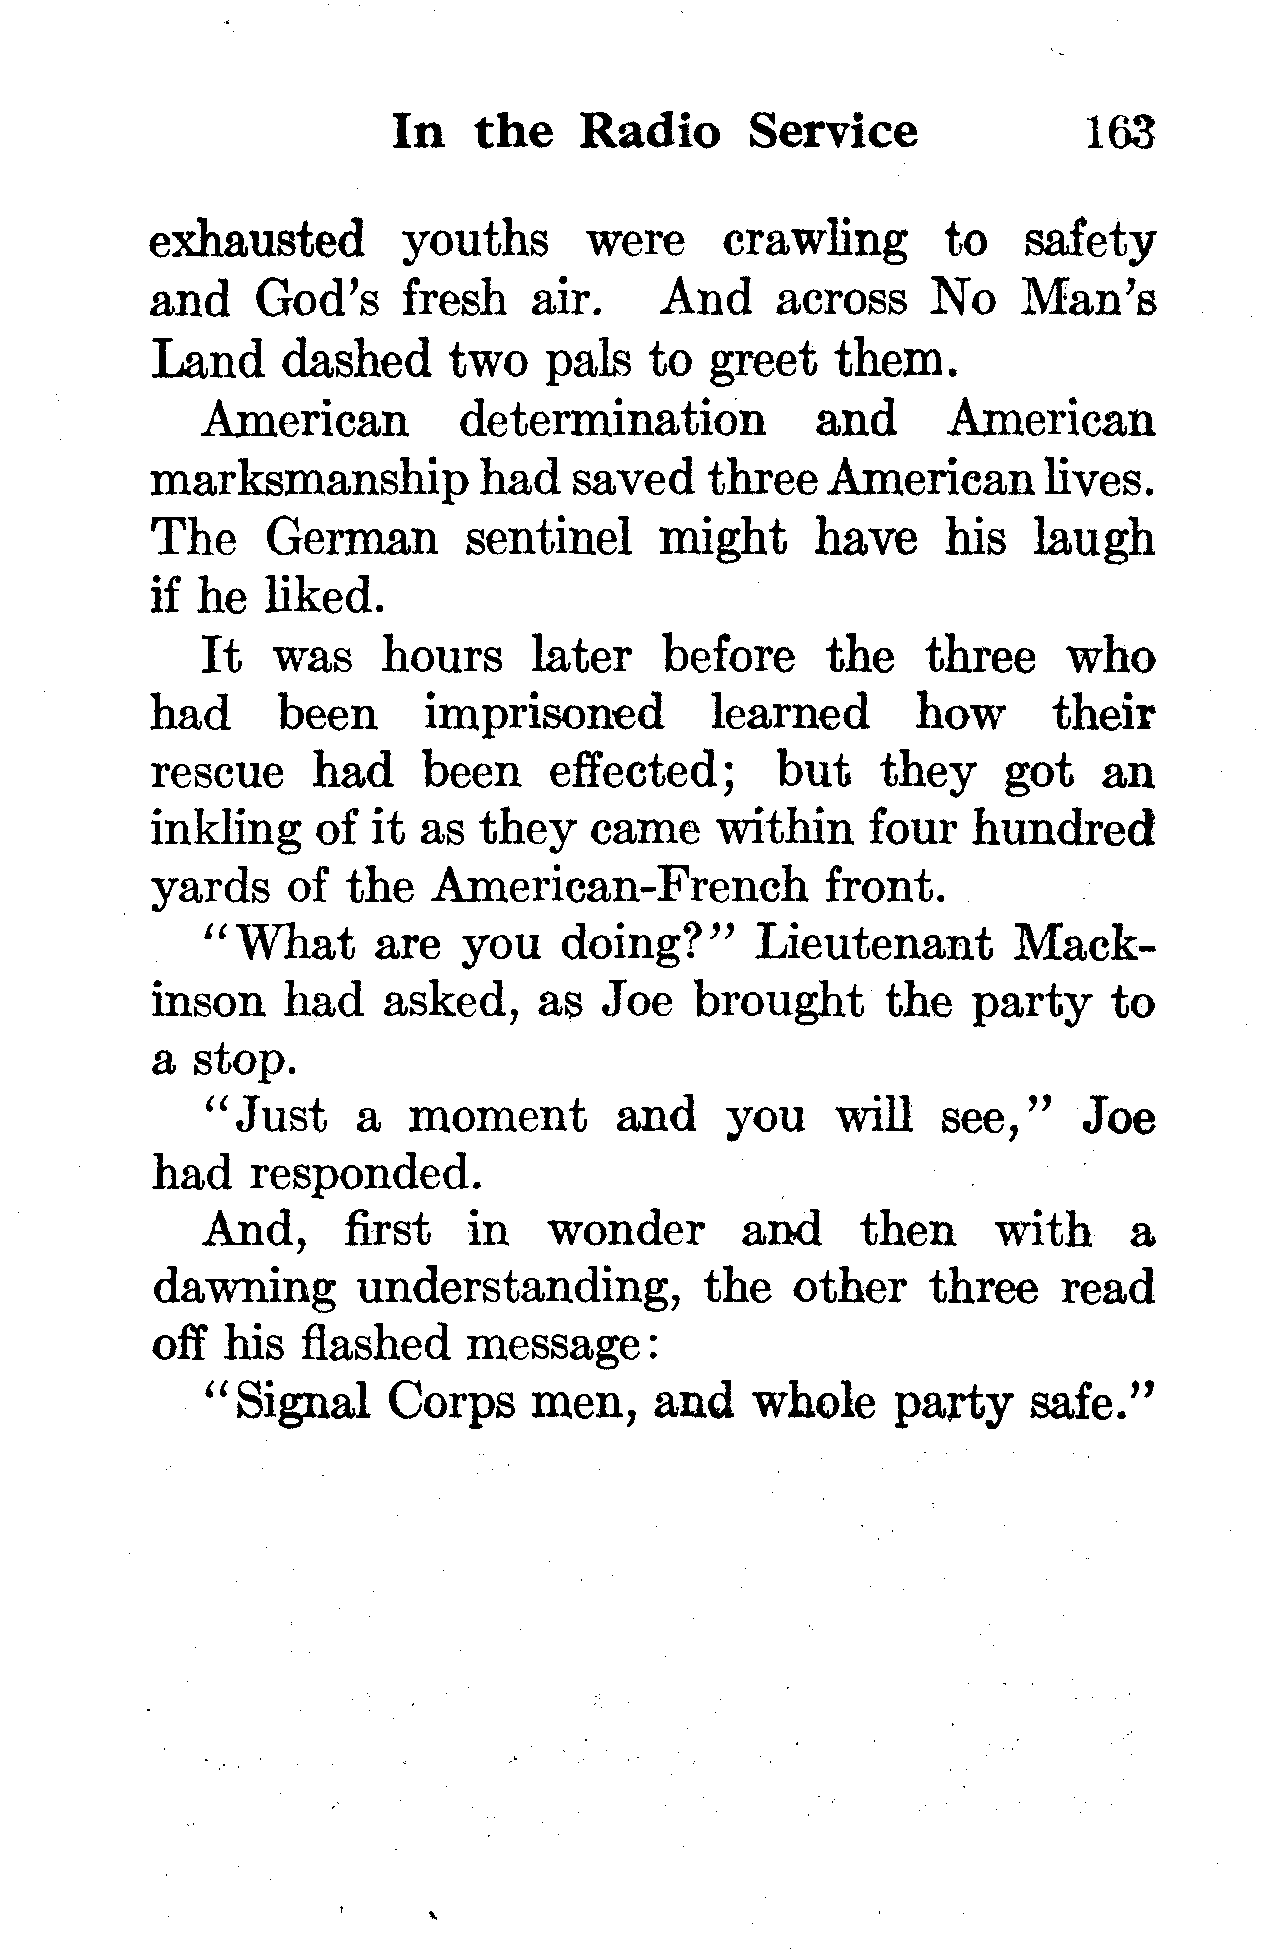 In the Radio Service 163
exhausted youths were crawling to safety
and God's fresh air. And across No Man's
Land dashed two pals to greet them.
American determination and American
marksmanship had saved three American lives.
The German sentinel might have his laugh
if he liked.
It was hours later before the three who
had been imprisoned learned how their
rescue had been effected; but they got an
inkling of it as they came within four hundred
yards of the American-French front.
"What are you doing?" Lieutenant Mack-
inson had asked, as Joe brought the party to
a stop.
"Just a moment and you will see," Joe
had responded.
And, first in wonder and then with a
dawning understanding, the other three read
off his flashed message:
"Signal Corps men, and whole party safe."